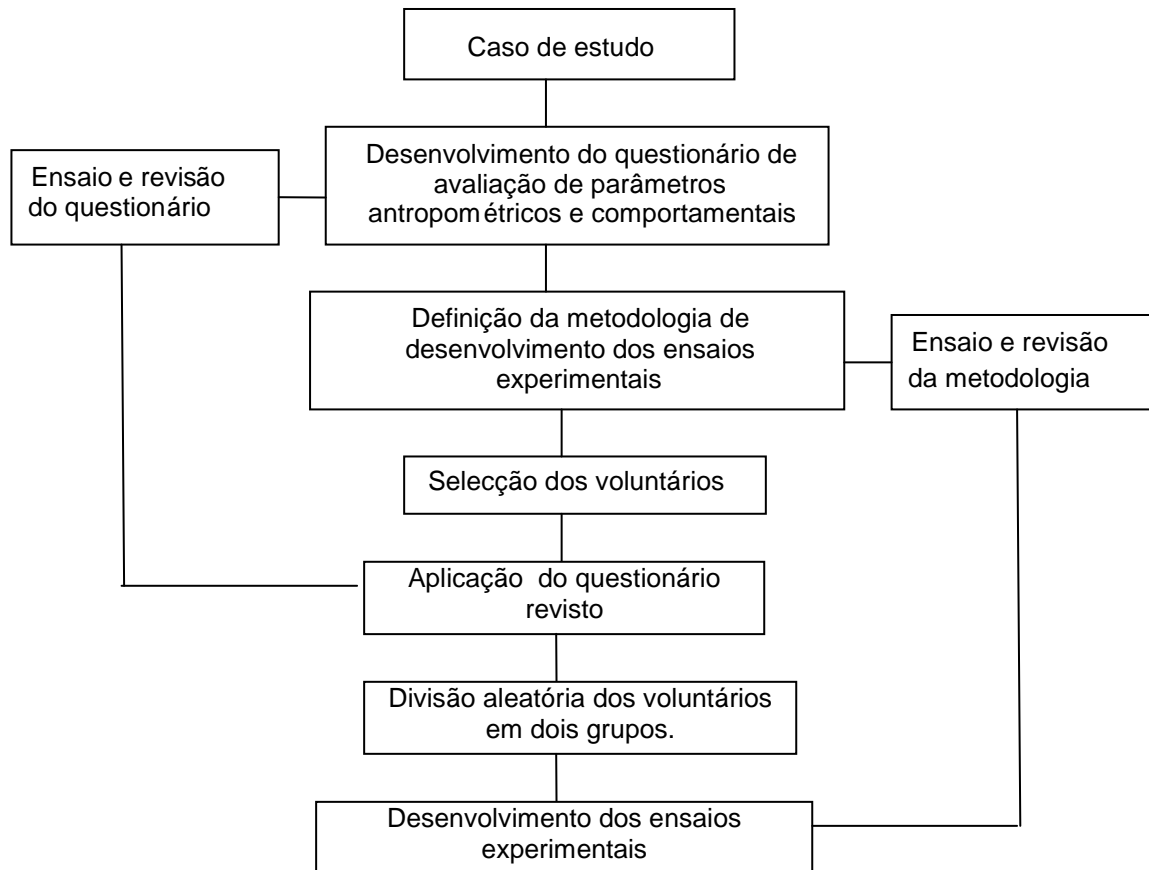 Caso de estudo
Desenvolvimento do questionário de
avaliação de parâmetros
antropométricos e comportamentais
Ensaio e revisão
do questionário
Definição da metodologia de
desenvolvimento dos ensaios
experimentais
Ensaio e revisão
da metodologia
Selecção dos voluntários
Aplicação do questionário
revisto
Divisão aleatória dos voluntários
em dois grupos.
Desenvolvimento dos ensaios
experimentais